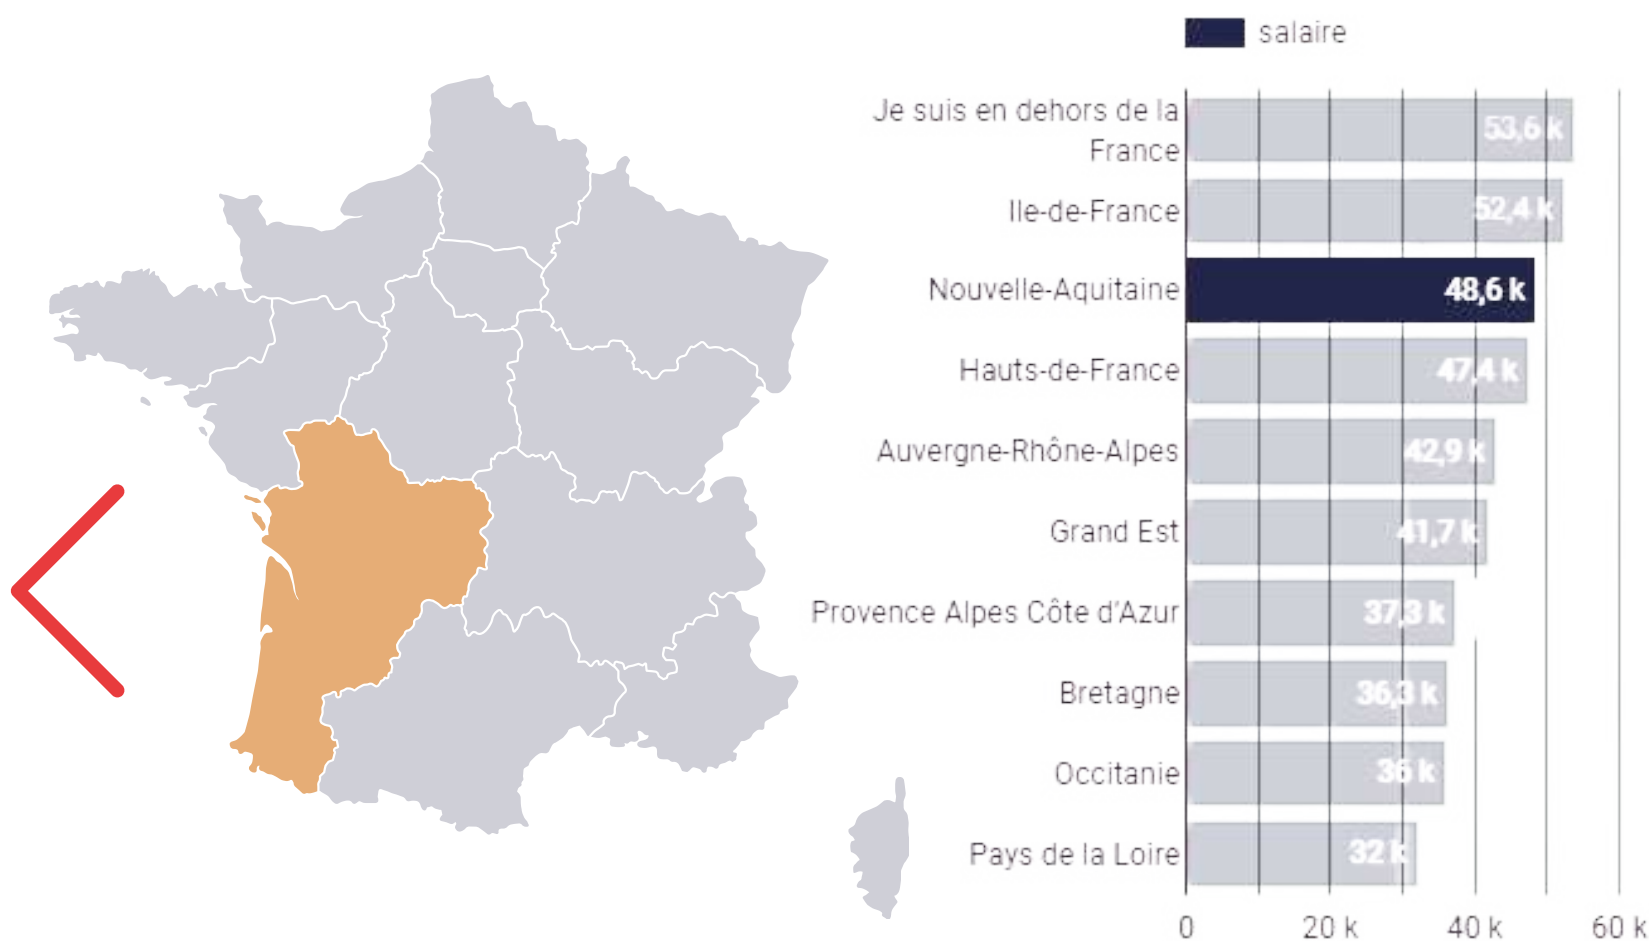 salaire
Je suis en dehors de la
France
53,6 k
Ile-de-France
52,4 k
Nouvelle-Aquitaine
48,6 k
Hauts-de-France
47,4 k
Auvergne-Rhône-Alpes
42,9 k
Grand Est
41,7 k
Provence Alpes Côte d'Azur
37,3 k
Bretagne
36,3 k
Occitanie
36 k
Pays de la Loire
32 k
0
20 k
40 k
60 k